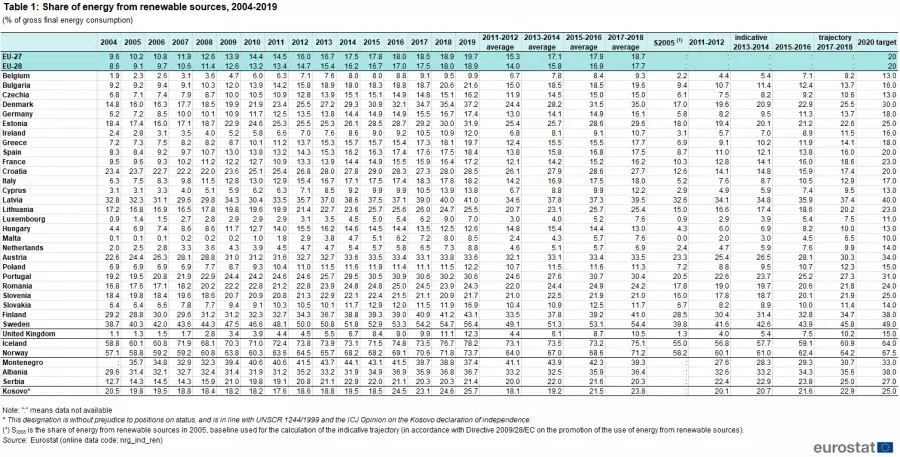 Table 1: Share of energy from renewable sources, 2004-2019
(% of gross final energy consumption)
2004 2005 2006 2007 2008 2009 2010 2011 2012 2013 2014 2015 2016 2017 2018 2019 2011-2012 average 2013-2014 average 2015-2016 average 2017-2018 average S2005 (¹) 2011-2012 indicative 2013-2014 2015-2016 trajectory 2017-2018 2020 target
EU-27 9.6 10.2 10.8 11.9 12.6 13.9 14.4 14.5 16.0 16.7 17.5 17.8 18.0 18.5 18.9 19.7 15.3 17.1 17.9 18.7 20
EU-28 8.6 9.1 9.7 10.6 11.4 12.6 13.2 13.4 14.7 15.4 16.2 16.7 17.0 17.5 18.0 18.9 14.0 15.8 16.9 17.7 20
Belgium 1.9 2.3 2.6 3.1 3.6 4.7 6.0 6.3 7.1 7.6 8.0 8.0 8.8 9.1 9.5 9.9 6.7 7.8 8.4 9.3 2.2 4.4 5.4 7.1 9.2 13.0
Bulgaria 9.2 9.2 9.4 9.1 10.3 12.0 13.9 14.2 15.8 18.9 18.0 18.3 18.8 18.7 20.6 21.6 15.0 18.5 18.5 19.6 9.4 10.7 11.4 12.4 13.7 16.0
Czechia 6.8 7.1 7.4 7.9 8.7 10.0 10.5 10.9 12.8 13.9 15.1 15.1 14.9 14.8 15.1 16.2 11.9 14.5 15.0 15.0 6.1 7.5 8.2 9.2 10.6 13.0
Denmark 14.8 16.0 16.3 17.7 18.5 19.9 21.9 23.4 25.5 27.2 29.3 30.9 32.1 34.7 35.4 37.2 24.4 28.2 31.5 35.0 17.0 19.6 20.9 22.9 25.5 30.0
Germany 6.2 7.2 8.5 10.0 10.1 10.9 11.7 12.5 13.5 13.8 14.4 14.9 14.9 15.5 16.7 17.4 13.0 14.1 14.9 16.1 5.8 8.2 9.5 11.3 13.7 18.0
Estonia 18.4 17.4 16.0 17.1 18.7 22.9 24.6 25.3 25.5 25.3 26.1 28.5 28.7 29.2 30.0 31.9 25.4 25.7 28.6 29.6 18.0 19.4 20.1 21.2 22.6 25.0
Ireland 2.4 2.8 3.1 3.5 4.0 5.2 5.8 6.6 7.0 7.6 8.6 9.0 9.2 10.5 10.9 12.0 6.8 8.1 9.1 10.7 3.1 5.7 7.0 8.9 11.5 16.0
Greece 7.2 7.3 7.5 8.2 8.2 8.7 10.1 11.2 13.7 15.3 15.7 15.7 15.4 17.3 18.1 19.7 12.4 15.5 15.5 17.7 6.9 9.1 10.2 11.9 14.1 18.0
Spain 8.3 8.4 9.2 9.7 10.7 13.0 13.8 13.2 14.3 15.3 16.2 16.3 17.4 17.6 17.5 18.4 13.8 15.8 16.8 17.5 8.7 11.0 12.1 13.8 16.0 20.0
France 9.5 9.6 9.3 10.2 11.2 12.2 12.7 10.9 13.3 13.9 14.4 14.9 15.5 15.9 16.4 17.2 12.1 14.2 15.2 16.2 10.3 12.8 14.1 16.0 18.6 23.0
Croatia 23.4 23.7 22.7 22.2 22.0 23.6 25.1 25.4 26.8 28.0 27.8 29.0 28.3 27.3 28.0 28.5 26.1 27.9 28.6 27.7 12.6 14.1 14.8 15.9 17.4 20.0
Italy 6.3 7.5 8.3 9.8 11.5 12.8 13.0 12.9 15.4 16.7 17.1 17.5 17.4 18.3 17.8 18.2 14.2 16.9 17.5 18.0 5.2 7.6 8.7 10.5 12.9 17.0
Cyprus 3.1 3.1 3.3 4.0 5.1 5.9 6.2 6.3 7.1 8.5 9.2 9.9 9.9 10.5 13.9 13.8 6.7 8.8 9.9 12.2 2.9 4.9 5.9 7.4 9.5 13.0
Latvia 32.8 32.3 31.1 29.6 29.8 34.3 30.4 33.5 35.7 37.0 38.6 37.5 37.1 39.0 40.0 41.0 34.6 37.8 37.3 39.5 32.6 34.1 34.8 35.9 37.4 40.0
Lithuania 17.2 16.8 16.9 16.5 17.8 19.8 19.6 19.9 21.4 22.7 23.6 25.7 25.6 26.0 24.7 25.5 20.7 23.1 25.7 25.4 15.0 16.6 17.4 18.6 20.2 23.0
Luxembourg 0.9 1.4 1.5 2.7 2.8 2.9 2.9 2.9 3.1 3.5 4.5 5.0 5.4 6.2 9.0 7.0 3.0 4.0 5.2 7.6 0.9 2.9 3.9 5.4 7.5 11.0
Hungary 4.4 6.9 7.4 8.6 8.6 11.7 12.7 14.0 15.5 16.2 14.6 14.5 14.4 13.5 12.5 12.6 14.8 15.4 14.4 13.0 4.3 6.0 6.9 8.2 10.0 13.0
Malta 0.1 0.1 0.2 0.2 0.2 0.2 1.0 1.8 2.9 3.8 4.7 5.1 6.2 7.2 8.0 8.5 2.4 4.3 5.7 7.6 0.0 2.0 3.0 4.5 6.5 10.0
Netherlands 2.0 2.5 2.8 3.3 3.6 4.3 3.9 4.5 4.7 4.7 5.4 5.7 5.8 6.5 7.3 8.8 4.6 5.1 5.7 6.9 2.4 4.7 5.9 7.6 9.9 14.0
Austria 22.6 24.4 26.3 28.1 28.8 31.0 31.2 31.6 32.7 32.7 33.6 33.5 33.4 33.1 33.8 33.6 32.1 33.1 33.4 33.5 23.3 25.4 26.5 28.1 30.3 34.0
Poland 6.9 6.9 6.9 6.9 7.7 8.7 9.3 10.4 11.0 11.5 11.6 11.9 11.4 11.1 11.5 12.2 10.7 11.5 11.6 11.3 7.2 8.8 9.5 10.7 12.3 15.0
Portugal 19.2 19.5 20.8 21.9 22.9 24.4 24.2 24.6 24.6 25.7 29.5 30.5 30.9 30.6 30.2 30.6 24.6 27.6 30.7 30.4 20.5 22.6 23.7 25.2 27.3 31.0
Romania 16.8 17.6 17.1 18.2 20.2 22.2 22.8 21.2 22.8 23.9 24.8 24.8 25.0 24.5 23.9 24.3 22.0 24.4 24.9 24.2 17.8 19.0 19.7 20.6 21.8 24.0
Slovenia 18.4 19.8 18.4 19.6 18.6 20.7 20.9 20.8 21.3 22.9 22.1 22.4 21.5 21.1 20.9 21.7 21.0 22.5 21.9 21.0 16.0 17.8 18.7 20.1 21.9 25.0
Slovakia 6.4 6.4 6.6 7.8 7.7 9.4 9.1 10.3 10.5 10.1 11.7 12.9 12.0 11.5 11.9 16.9 10.4 10.9 12.5 11.7 6.7 8.2 8.9 10.0 11.4 14.0
Finland 29.2 28.8 30.0 29.6 31.2 31.2 32.3 32.7 34.3 36.7 38.8 39.3 39.0 40.9 41.2 43.1 33.5 37.8 39.2 41.0 28.5 30.4 31.4 32.8 34.7 38.0
Sweden 38.7 40.3 42.0 43.6 44.3 47.5 46.6 48.1 50.0 50.8 51.8 52.9 53.3 54.2 54.7 56.4 49.1 51.3 53.1 54.4 39.8 41.6 42.6 43.9 45.8 49.0
United Kingdom 1.1 1.3 1.5 1.7 2.8 3.4 3.9 4.4 4.5 5.5 6.7 8.4 9.0 9.9 11.1 12.3 4.4 6.1 8.7 10.5 1.3 4.0 5.4 7.5 10.2 15.0
Iceland 58.8 60.1 60.8 71.9 68.1 70.3 71.0 72.4 73.8 73.9 73.1 71.5 74.8 73.5 76.7 78.2 73.1 73.5 73.2 75.1 55.0 56.8 57.7 59.1 60.9 64.0
Norway 57.1 58.8 59.2 59.2 60.8 63.8 60.3 63.6 64.5 65.7 68.2 68.2 69.1 70.6 71.8 73.7 64.0 67.0 68.6 71.2 58.2 60.1 61.0 62.4 64.2 67.5
Montenegro : 35.7 34.8 32.9 32.3 39.4 40.6 40.6 41.5 43.7 44.1 43.1 41.5 39.7 38.8 37.4 41.1 43.9 42.3 39.3 : 27.6 28.3 29.3 30.7 33.0
Albania 29.6 31.4 32.1 32.7 32.4 31.4 31.9 31.2 35.2 33.2 31.9 34.9 36.9 35.9 36.8 36.7 33.2 32.5 35.9 36.4 : 32.6 33.2 34.3 35.6 38.0
Serbia 12.7 14.3 14.5 14.3 15.9 21.0 19.8 19.1 20.8 21.1 22.9 22.0 21.1 20.3 20.3 21.4 20.0 22.0 21.6 20.3 : 22.4 22.9 23.8 25.0 27.0
Kosovo* 20.5 19.8 19.5 18.8 18.4 18.2 18.2 17.6 18.6 18.8 19.5 18.5 24.5 23.1 24.6 25.7 18.1 19.2 21.5 23.8 : 20.1 20.7 21.6 22.9 25.0
Note: ":" means data not available
* This designation is without prejudice to positions on status, and is in line with UNSCR 1244/1999 and the ICJ Opinion on the Kosovo declaration of independence.
(¹) S2005 is the share of energy from renewable sources in 2005, baseline used for the calculation of the indicative trajectory (in accordance with Directive 2009/28/EC on the promotion of the use of energy from renewable sources).
Source: Eurostat (online data code: nrg_ind_ren)
eurostat